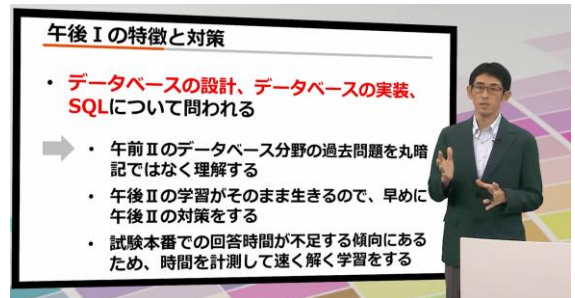 午後Ⅰの特徴と対策
・ データベースの設計、データベースの実装、
SQLについて問われる
・ 午前Ⅱのデータベース分野の過去問題を丸暗
記ではなく理解する
・ 午後Ⅱの学習がそのまま生きるので、早めに
午後Ⅱの対策をする
・ 試験本番での回答時間が不足する傾向にある
ため、時間を計測して速く解く学習をする